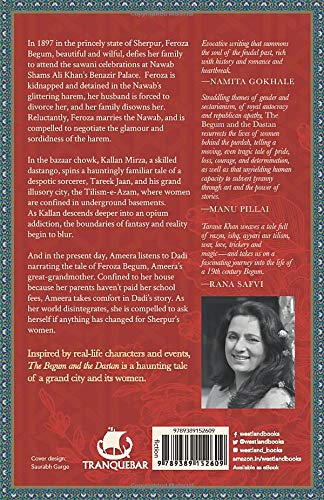 In 1897 in the princely state of Sherpur, Feroza
Begum, beautiful and wilful, defies her family to
attend the sawani celebrations at Nawab
Shams Ali Khan's Benazir Palace. Feroza is
kidnapped and detained in the Nawab's
glittering harem, her husband is forced to
divorce her, and her family disowns her.
Reluctantly, Feroza marries the Nawab, and is
compelled to negotiate the glamour and
sordidness of the harem.
In the bazaar chowk, Kallan Mirza, a skilled
dastango, spins a hauntingly familiar tale of
a despotic sorcerer, Tareek Jaan, and his grand
illusory city, the Tilism-e-Azam, where women
are confined in underground basements.
As Kallan descends deeper into an opium
addiction, the boundaries of fantasy and reality
begin to blur.
And in the present day, Ameera listens to Dadi
narrating the tale of Feroza Begum, Ameera's
great-grandmother. Confined to her house
because her parents haven't paid her school
fees, Ameera takes comfort in Dadi's story. As
her world disintegrates, she is compelled to ask
herself if anything has changed for Sherpur's
women.
Inspired by real-life characters and events,
The Begum and the Dastan is a haunting tale
of a grand city and its women.
Evocative writing that summons
the soul of the feudal past, rich
with history and romance and
heartbreak.
—NAMITA GOKHALE
Straddling themes of gender and
sectarianism, of royal autocracy
and republican apathy, The
Begum and the Dastan
resurrects the lives of women
behind the purdah, telling a
moving, even tragic tale of pride,
loss, courage, and determination,
as well as that unyielding human
capacity to subvert tyranny
through art and the power of
stories.
—MANU PILLAI
Tarana Khan weaves a tale full
of razm, ishq, ayyari aur tilism,
war, love, trickery and
magic—and takes us on a
fascinating journey into the life of
a 19th century Begum.
—RANA SAFVI
Cover design:
Saurabh Garge
TRANQUEBAR
fiction
9789389152609
9 789389 152609
westlandbooks
@westlandbooks
westland_books
amazon.in/westlandbooks
Available as eBook